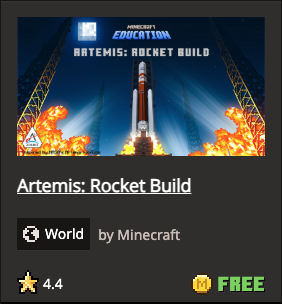 MINECRAFT
EDUCATION
ARTEMIS: ROCKET BUILD
Artemis: Rocket Build
World
by Minecraft
4.4
FREE